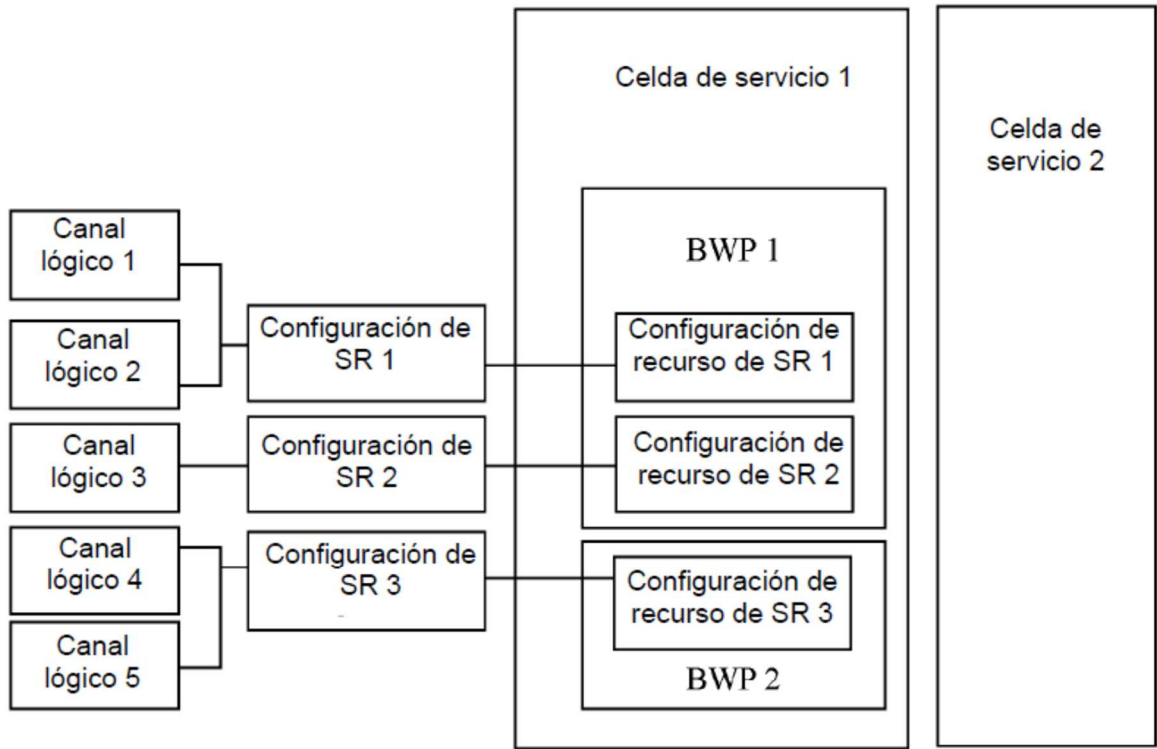 Celda de servicio 1
Celda de
servicio 2
Canal
lógico 1
Canal
lógico 2
Canal
lógico 3
Canal
lógico 4
Canal
lógico 5
Configuración de
SR 1
Configuración de
SR 2
Configuración de
SR 3
BWP 1
Configuración de
recurso de SR 1
Configuración de
recurso de SR 2
Configuración de
recurso de SR 3
BWP 2